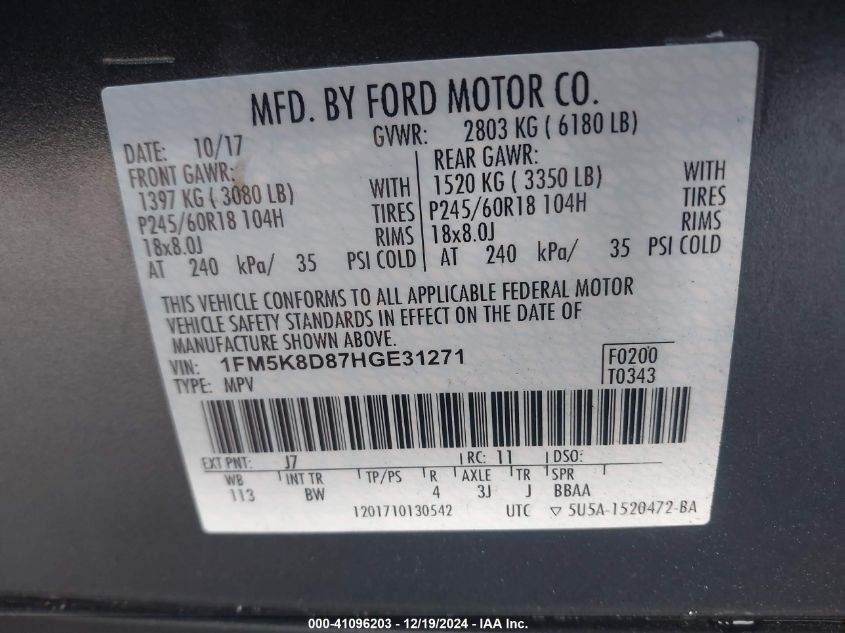 MFD. BY FORD MOTOR CO.
DATE: 10/17 GVWR: 2803 KG ( 6180 LB)
FRONT GAWR: REAR GAWR:
1397 KG ( 3080 LB) WITH 1520 KG ( 3350 LB) WITH
P245/60R18 104H TIRES P245/60R18 104H TIRES
18x8.0J RIMS 18x8.0J RIMS
AT 240 kPa/ 35 PSI COLD AT 240 kPa/ 35 PSI COLD
THIS VEHICLE CONFORMS TO ALL APPLICABLE FEDERAL MOTOR
VEHICLE SAFETY STANDARDS IN EFFECT ON THE DATE OF
MANUFACTURE SHOWN ABOVE.
VIN: 1FM5K8D87HGE31271 F0200
TYPE: MPV T0343
EXT PNT: J7 RC: 11 DSO:
WB INT TR TP/PS R AXLE TR SPR
113 BW 4 3J J BBAA
1201710130542 UTC ▽ 5U5A-1520472-BA
000-41096203 - 12/19/2024 - IAA Inc.